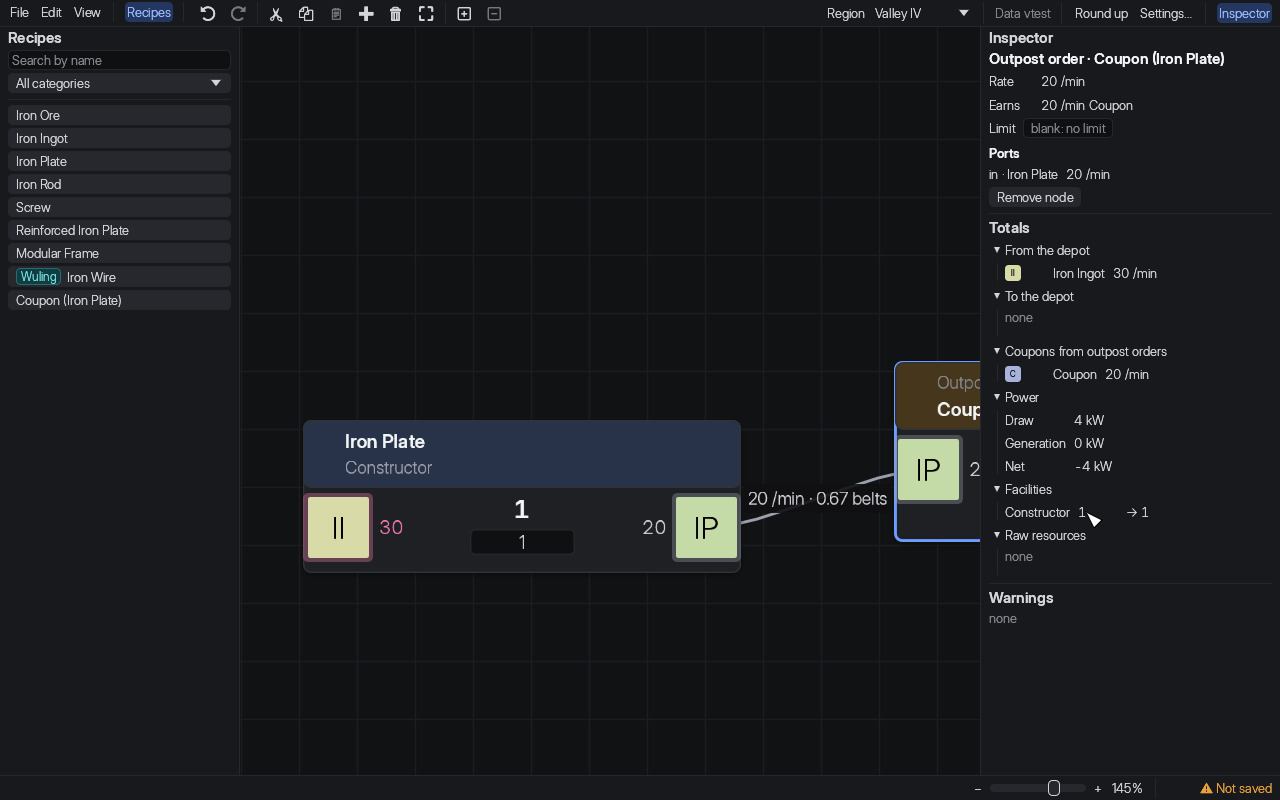 File Edit View Recipes Region Valley IV Data vtest Round up Settings... Inspector
Recipes
Search by name
All categories
Iron Ore
Iron Ingot
Iron Plate
Iron Rod
Screw
Reinforced Iron Plate
Modular Frame
Wuling Iron Wire
Coupon (Iron Plate)
Iron Plate
Constructor
II 30 1 20 IP
1
20 /min · 0.67 belts
Outpo
Coup
IP 2
Inspector
Outpost order · Coupon (Iron Plate)
Rate 20 /min
Earns 20 /min Coupon
Limit blank: no limit
Ports
in · Iron Plate 20 /min
Remove node
Totals
From the depot
II Iron Ingot 30 /min
To the depot
none
Coupons from outpost orders
C Coupon 20 /min
Power
Draw 4 kW
Generation 0 kW
Net -4 kW
Facilities
Constructor 1 → 1
Raw resources
none
Warnings
none
− + 145% Not saved